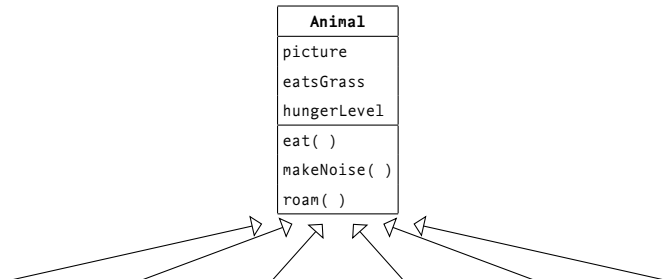 Animal
picture
eatsGrass
hungerLevel
eat( )
makeNoise( )
roam( )